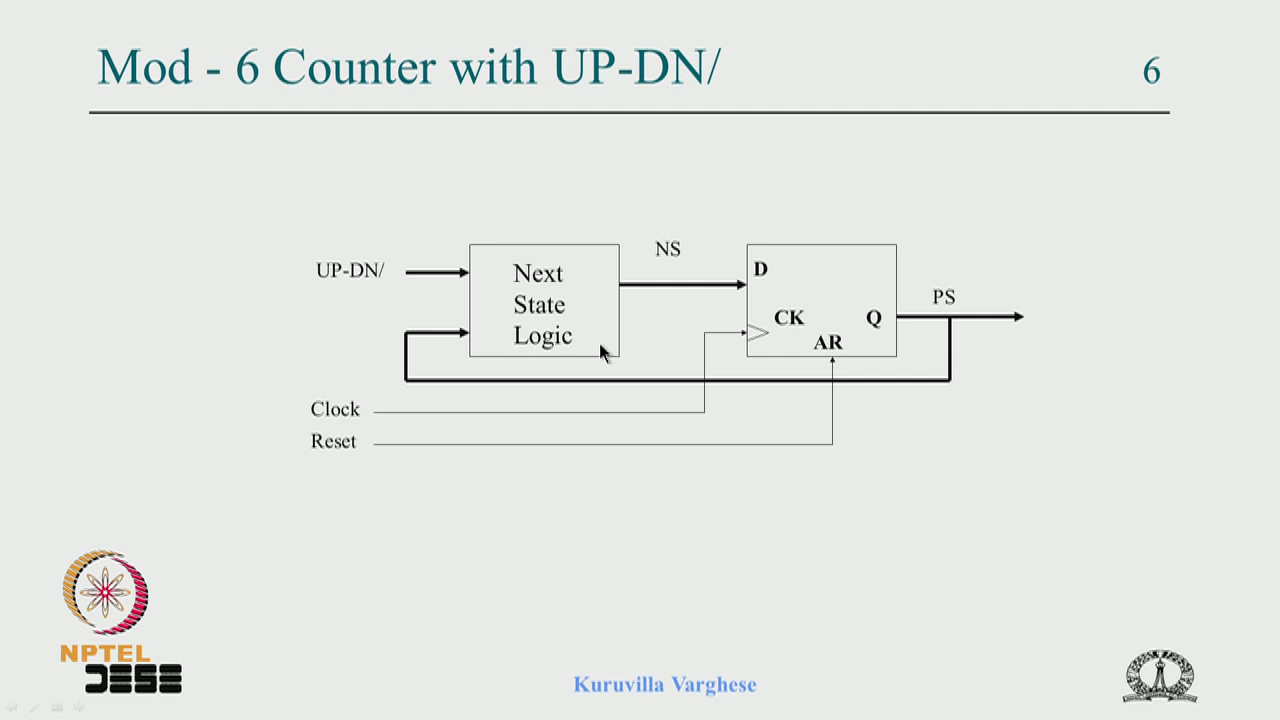 Mod - 6 Counter with UP-DN/
6
UP-DN/
Next
State
Logic
NS
D
CK
Q
AR
PS
Clock
Reset
NPTEL
DESE
Kuruvilla Varghese